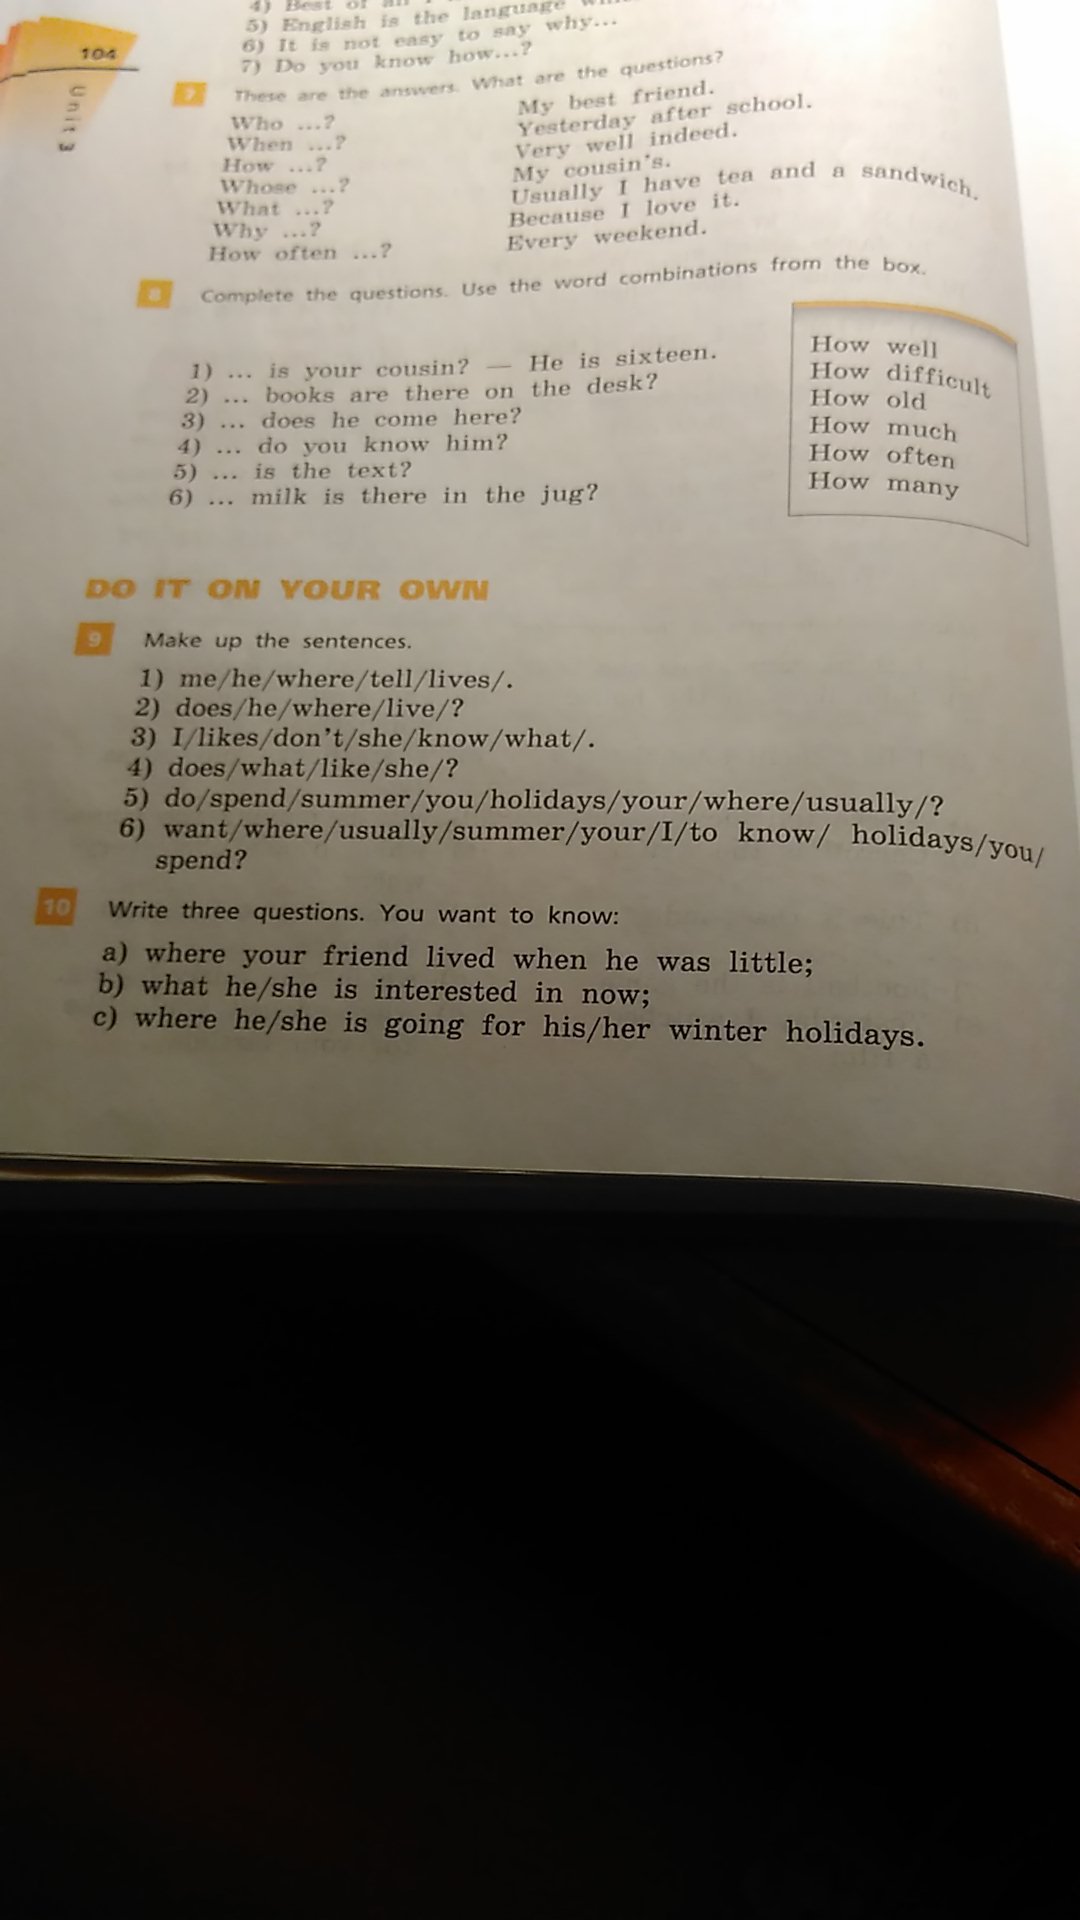 4) Best of all I
5) English is the language
6) It is not easy to say why...
7) Do you know how...?
104
Unit 3
7 These are the answers. What are the questions?
Who ...? My best friend.
When ...? Yesterday after school.
How ...? Very well indeed.
Whose ...? My cousin's.
What ...? Usually I have tea and a sandwich.
Why ...? Because I love it.
How often ...? Every weekend.
8 Complete the questions. Use the word combinations from the box.
1) ... is your cousin? — He is sixteen.
2) ... books are there on the desk?
3) ... does he come here?
4) ... do you know him?
5) ... is the text?
6) ... milk is there in the jug?
How well
How difficult
How old
How much
How often
How many
DO IT ON YOUR OWN
9 Make up the sentences.
1) me/he/where/tell/lives/.
2) does/he/where/live/?
3) I/likes/don't/she/know/what/.
4) does/what/like/she/?
5) do/spend/summer/you/holidays/your/where/usually/?
6) want/where/usually/summer/your/I/to know/ holidays/you/
spend?
10 Write three questions. You want to know:
a) where your friend lived when he was little;
b) what he/she is interested in now;
c) where he/she is going for his/her winter holidays.